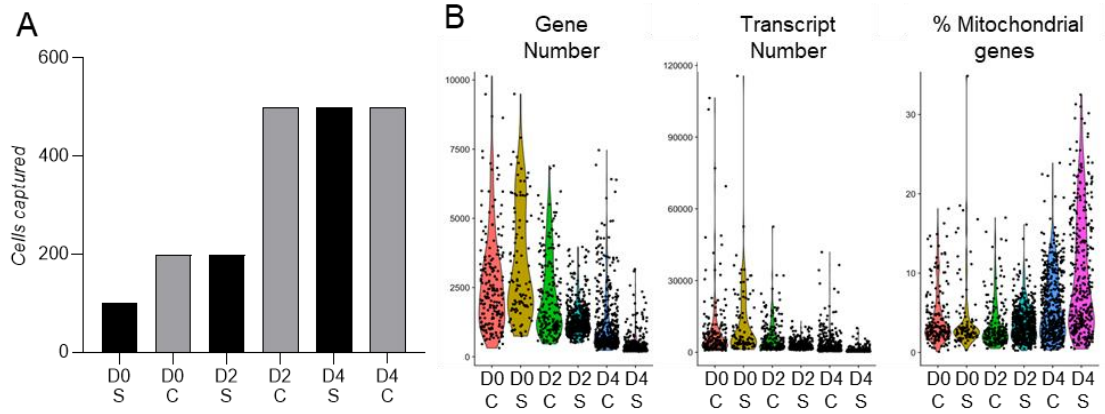 A
600
400
200
0
Cells captured
D0 D0 D2 D2 D4 D4
S C S C S C
B
Gene
Number
10000
7500
5000
2500
0
D0 D0 D2 D2 D4 D4
C S C S C S
Transcript
Number
120000
90000
60000
30000
0
D0 D0 D2 D2 D4 D4
C S C S C S
% Mitochondrial
genes
30
20
10
0
D0 D0 D2 D2 D4 D4
C S C S C S